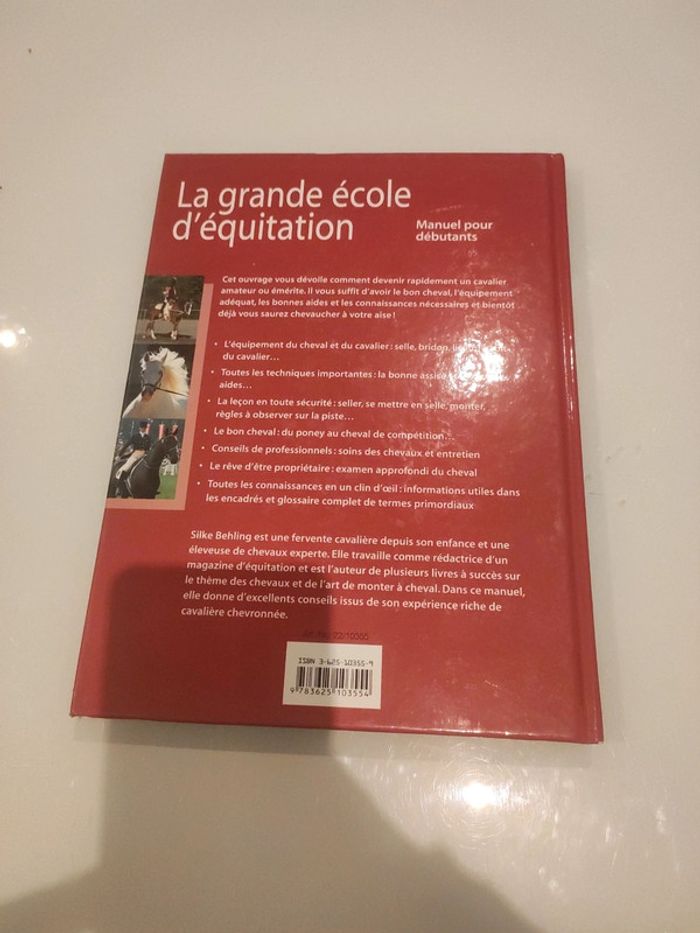 La grande école
d'équitation
Manuel pour
débutants
Cet ouvrage vous dévoile comment devenir rapidement un cavalier
amateur ou émérite. Il vous suffit d'avoir le bon cheval, l'équipement
adéquat, les bonnes aides et les connaissances nécessaires et bientôt
déjà vous saurez chevaucher à votre aise !
• L'équipement du cheval et du cavalier : selle, bridon,
du cavalier…
• Toutes les techniques importantes : la bonne assise
aides…
• La leçon en toute sécurité : seller, se mettre en selle, monter,
règles à observer sur la piste…
• Le bon cheval : du poney au cheval de compétition…
• Conseils de professionnels : soins des chevaux et entretien
• Le rêve d'être propriétaire : examen approfondi du cheval
• Toutes les connaissances en un clin d'œil : informations utiles dans
les encadrés et glossaire complet de termes primordiaux
Silke Behling est une fervente cavalière depuis son enfance et une
éleveuse de chevaux experte. Elle travaille comme rédactrice d'un
magazine d'équitation et est l'auteur de plusieurs livres à succès sur
le thème des chevaux et de l'art de monter à cheval. Dans ce manuel,
elle donne d'excellents conseils issus de son expérience riche de
cavalière chevronnée.
22/10355
ISBN 3-625-10355-9
9 783625 103554